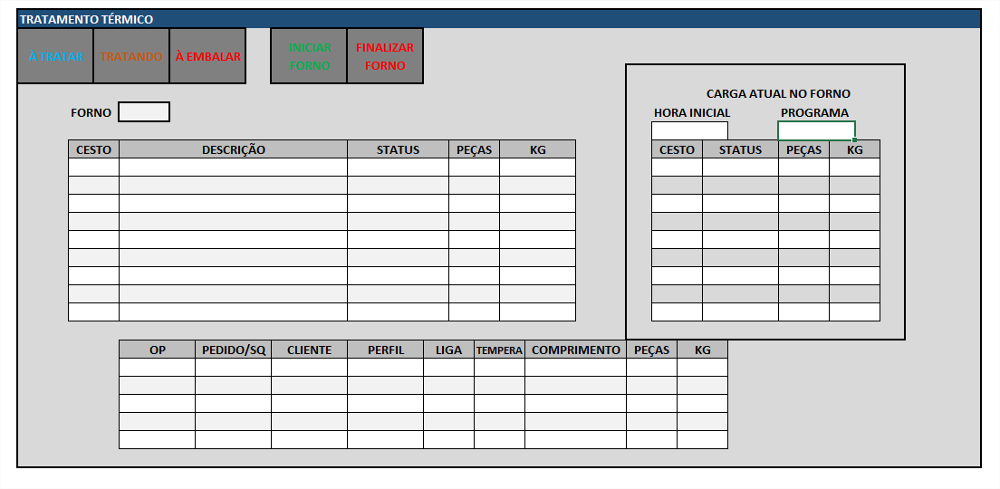 TRATAMENTO TÉRMICO
À TRATAR TRATANDO À EMBALAR INICIAR FORNO FINALIZAR FORNO
CARGA ATUAL NO FORNO
FORNO HORA INICIAL PROGRAMA
CESTO DESCRIÇÃO STATUS PEÇAS KG CESTO STATUS PEÇAS KG
OP PEDIDO/SQ CLIENTE PERFIL LIGA TEMPERA COMPRIMENTO PEÇAS KG